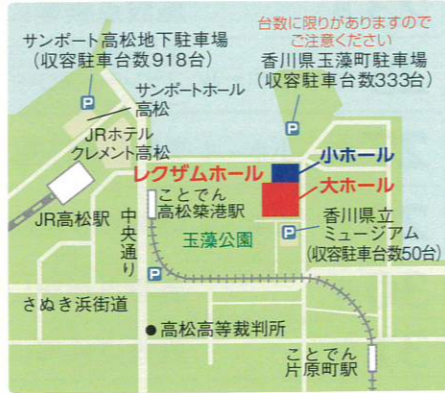 サンポート高松地下駐車場
(収容駐車台数918台)
台数に限りがありますので
ご注意ください
香川県玉藻町駐車場
(収容駐車台数333台)
P
P
サンポートホール
高松
JRホテル
クレメント高松
レクザムホール
小ホール
大ホール
JR高松駅
中央通り
ことでん
高松築港駅
玉藻公園
P
香川県立
ミュージアム
(収容駐車台数50台)
P
さぬき浜街道
高松高等裁判所
ことでん
片原町駅